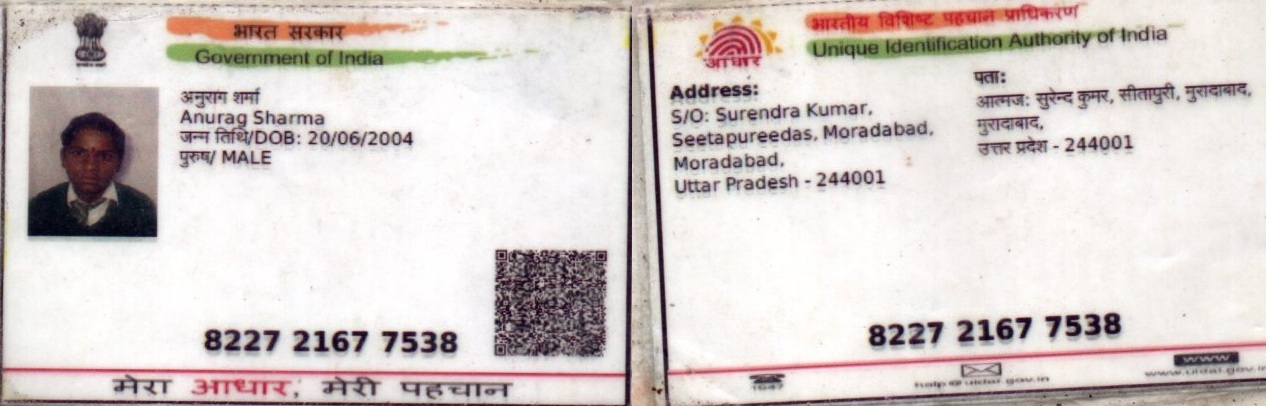 भारत सरकार
Government of India
अनुराग शर्मा
Anurag Sharma
जन्म तिथि/DOB: 20/06/2004
पुरुष/ MALE
8227 2167 7538
मेरा आधार, मेरी पहचान
भारतीय विशिष्ट पहचान प्राधिकरण
Unique Identification Authority of India
आधार
Address:
S/O: Surendra Kumar,
Seetapureedas, Moradabad,
Moradabad,
Uttar Pradesh - 244001
पता:
आत्मज: सुरेन्द कुमार, सीतापुरी, मुरादाबाद,
मुरादाबाद,
उत्तर प्रदेश - 244001
8227 2167 7538
1947
help@uidai.gov.in
www
www.uidai.gov.in